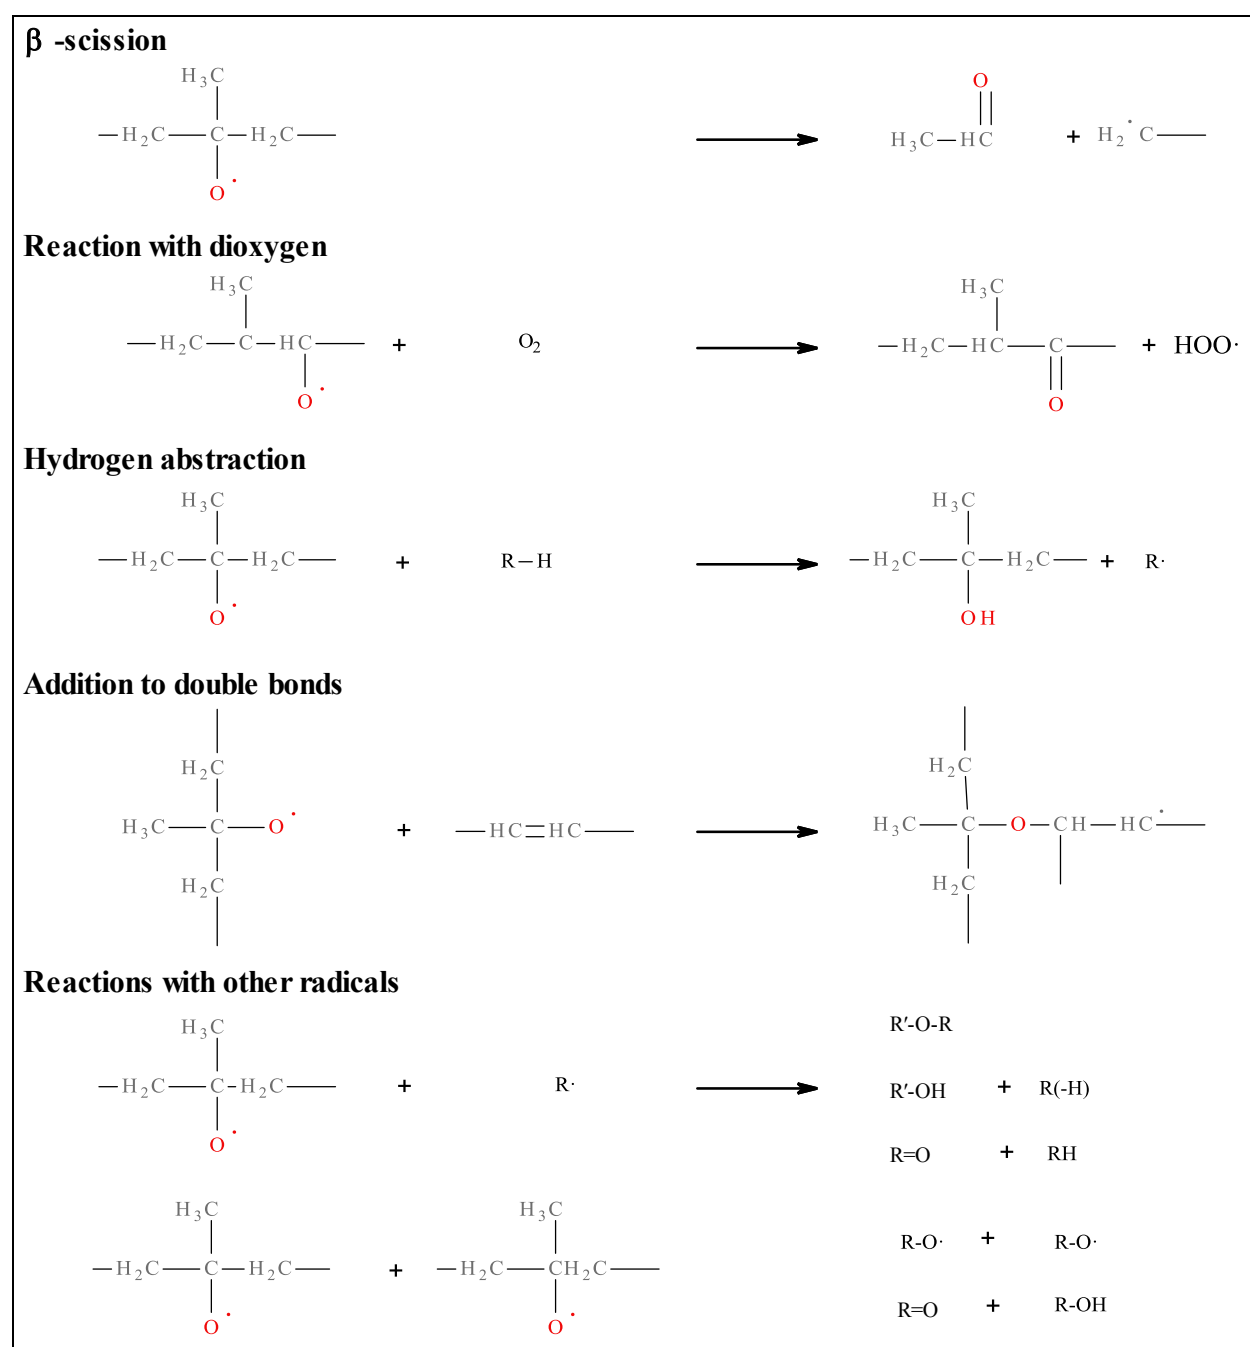 β -scission
H₃C
O
—H₂C—C—H₂C—
H₃C—HC + H₂·C—
O·
Reaction with dioxygen
H₃C H₃C
—H₂C—C—HC— + O₂ —H₂C—HC—C— + HOO·
O· O
Hydrogen abstraction
H₃C H₃C
—H₂C—C—H₂C— + R—H —H₂C—C—H₂C— + R·
O· OH
Addition to double bonds
H₂C H₂C
H₃C—C—O· + —HC=HC— H₃C—C—O—CH—HC·—
H₂C H₂C
Reactions with other radicals
R'-O-R
H₃C
—H₂C—C-H₂C— + R· R'-OH + R(-H)
O· R=O + RH
H₃C H₃C
R-O· + R-O·
—H₂C—C—H₂C— + —H₂C—CH₂C—
O· O· R=O + R-OH